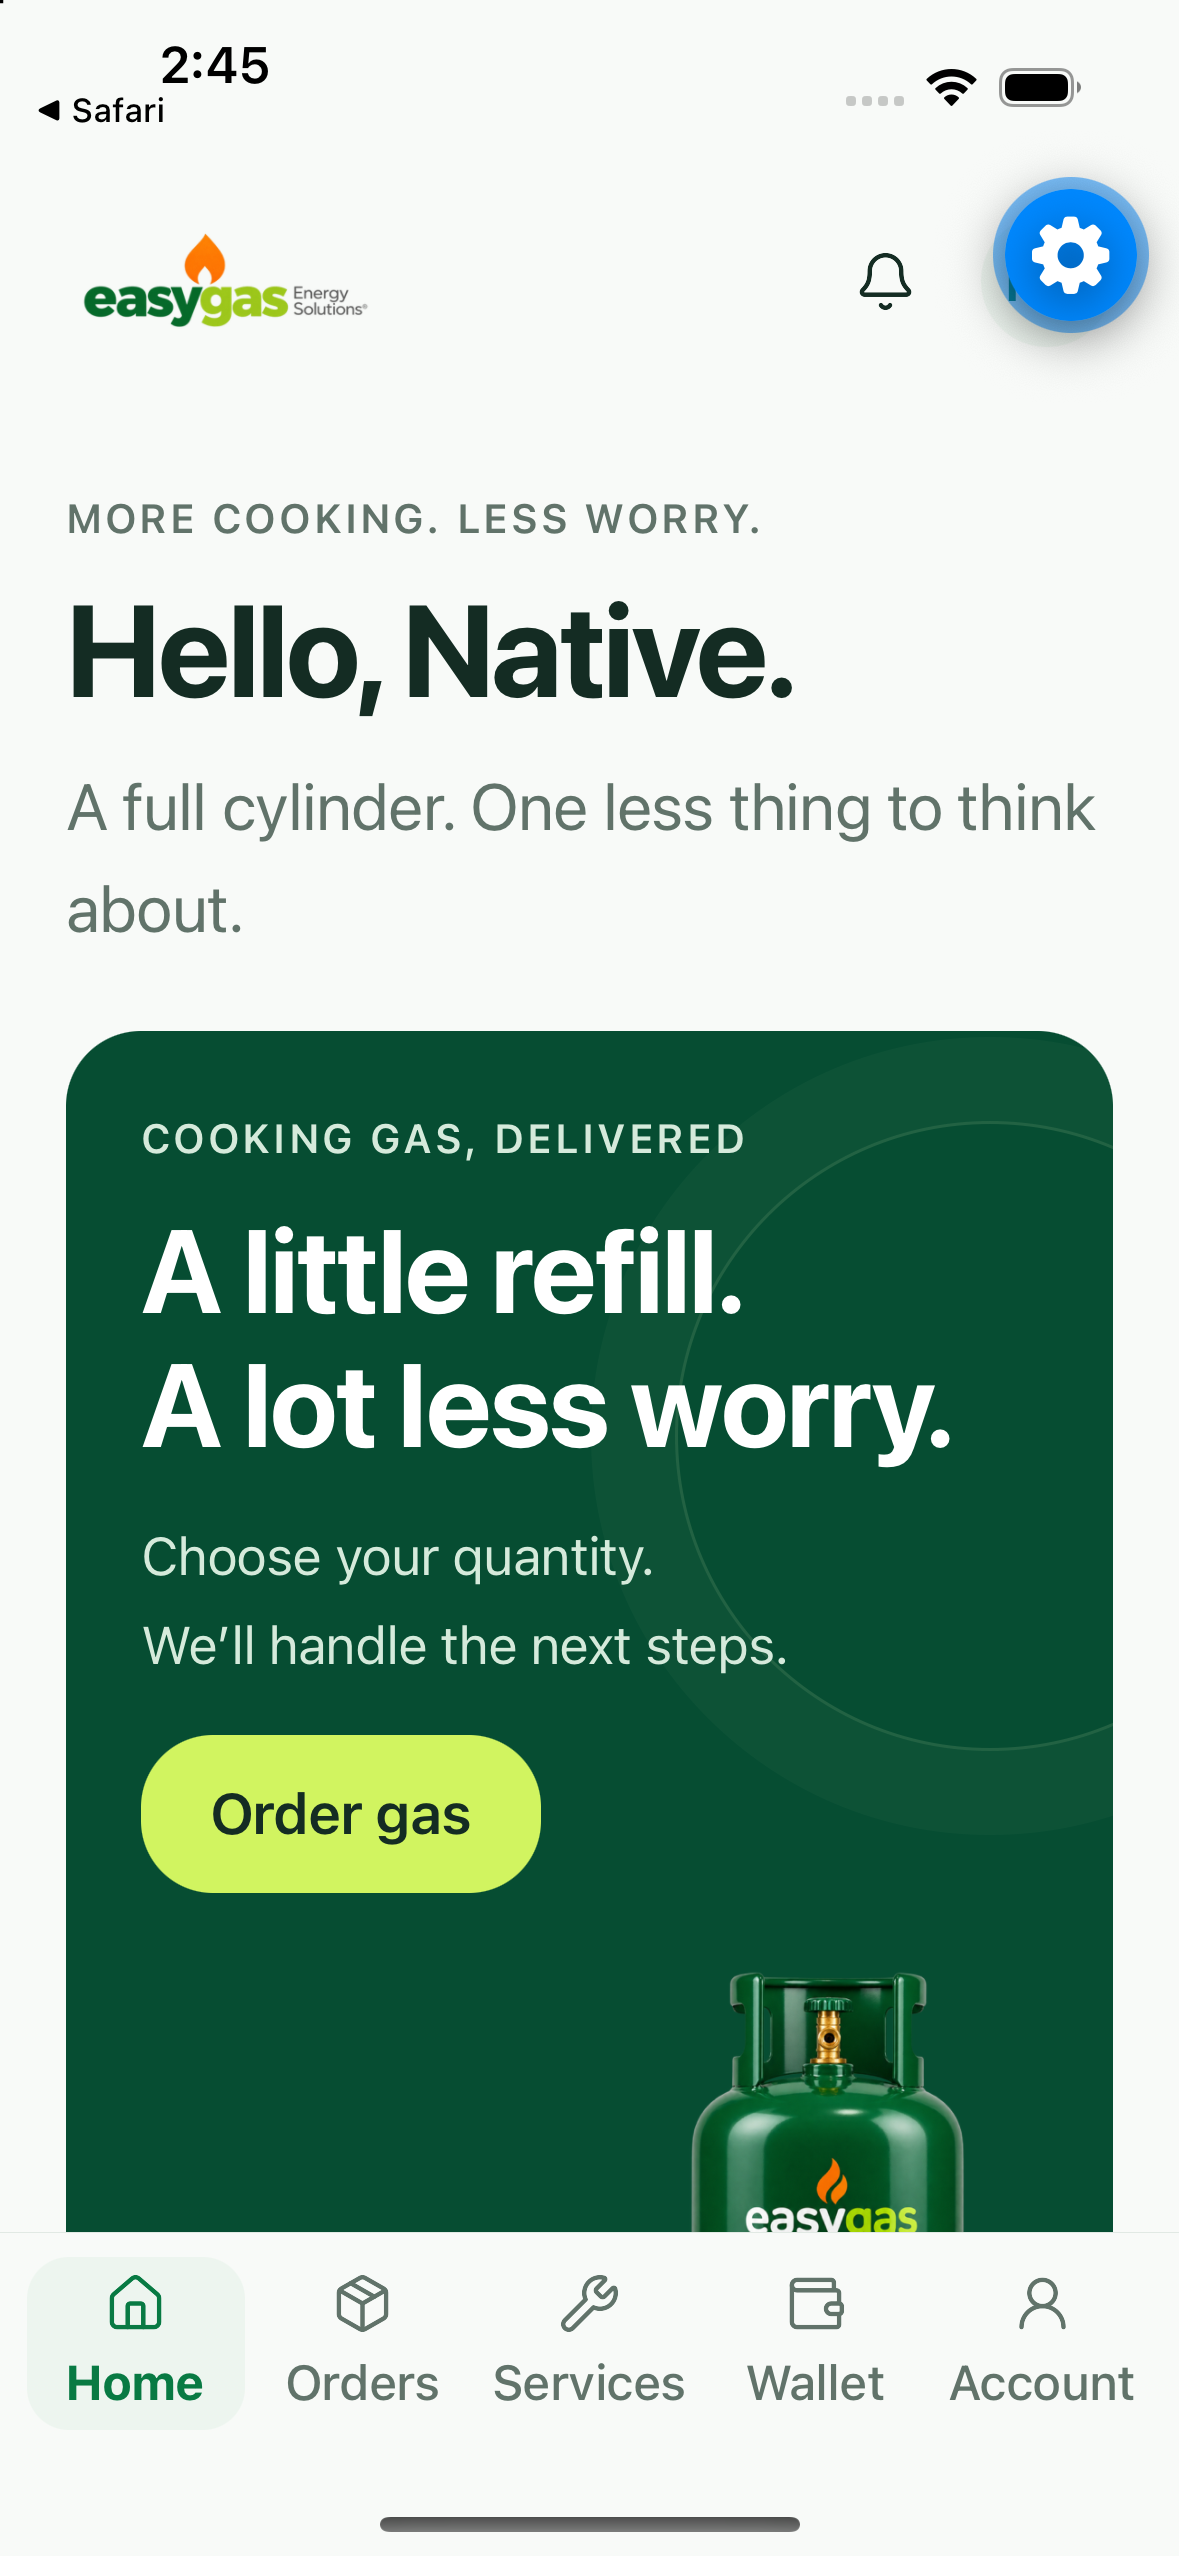 2:45
Safari
easygas Energy
Solutions®
MORE COOKING. LESS WORRY.
Hello, Native.
A full cylinder. One less thing to think
about.
COOKING GAS, DELIVERED
A little refill.
A lot less worry.
Choose your quantity.
We’ll handle the next steps.
Order gas
easygas
Home
Orders
Services
Wallet
Account